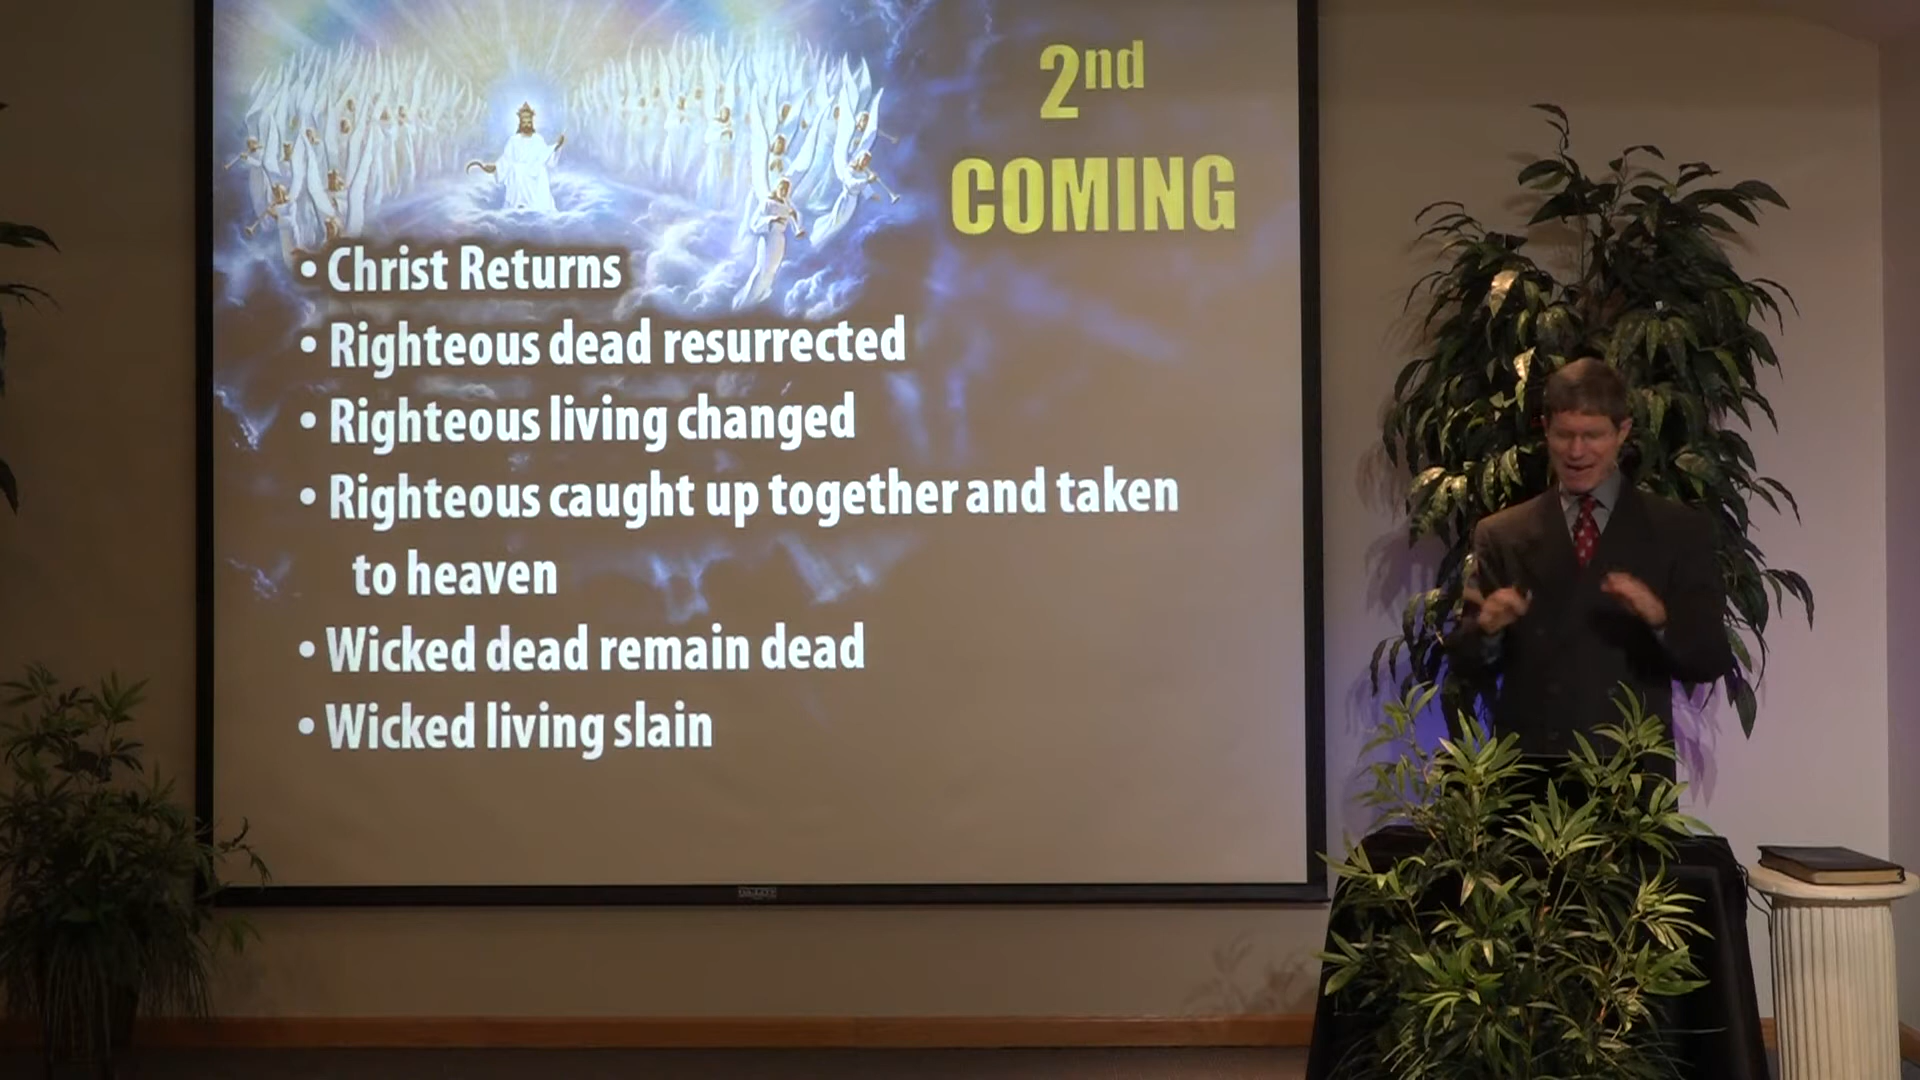 2nd
COMING
• Christ Returns
• Righteous dead resurrected
• Righteous living changed
• Righteous caught up together and taken
to heaven
• Wicked dead remain dead
• Wicked living slain